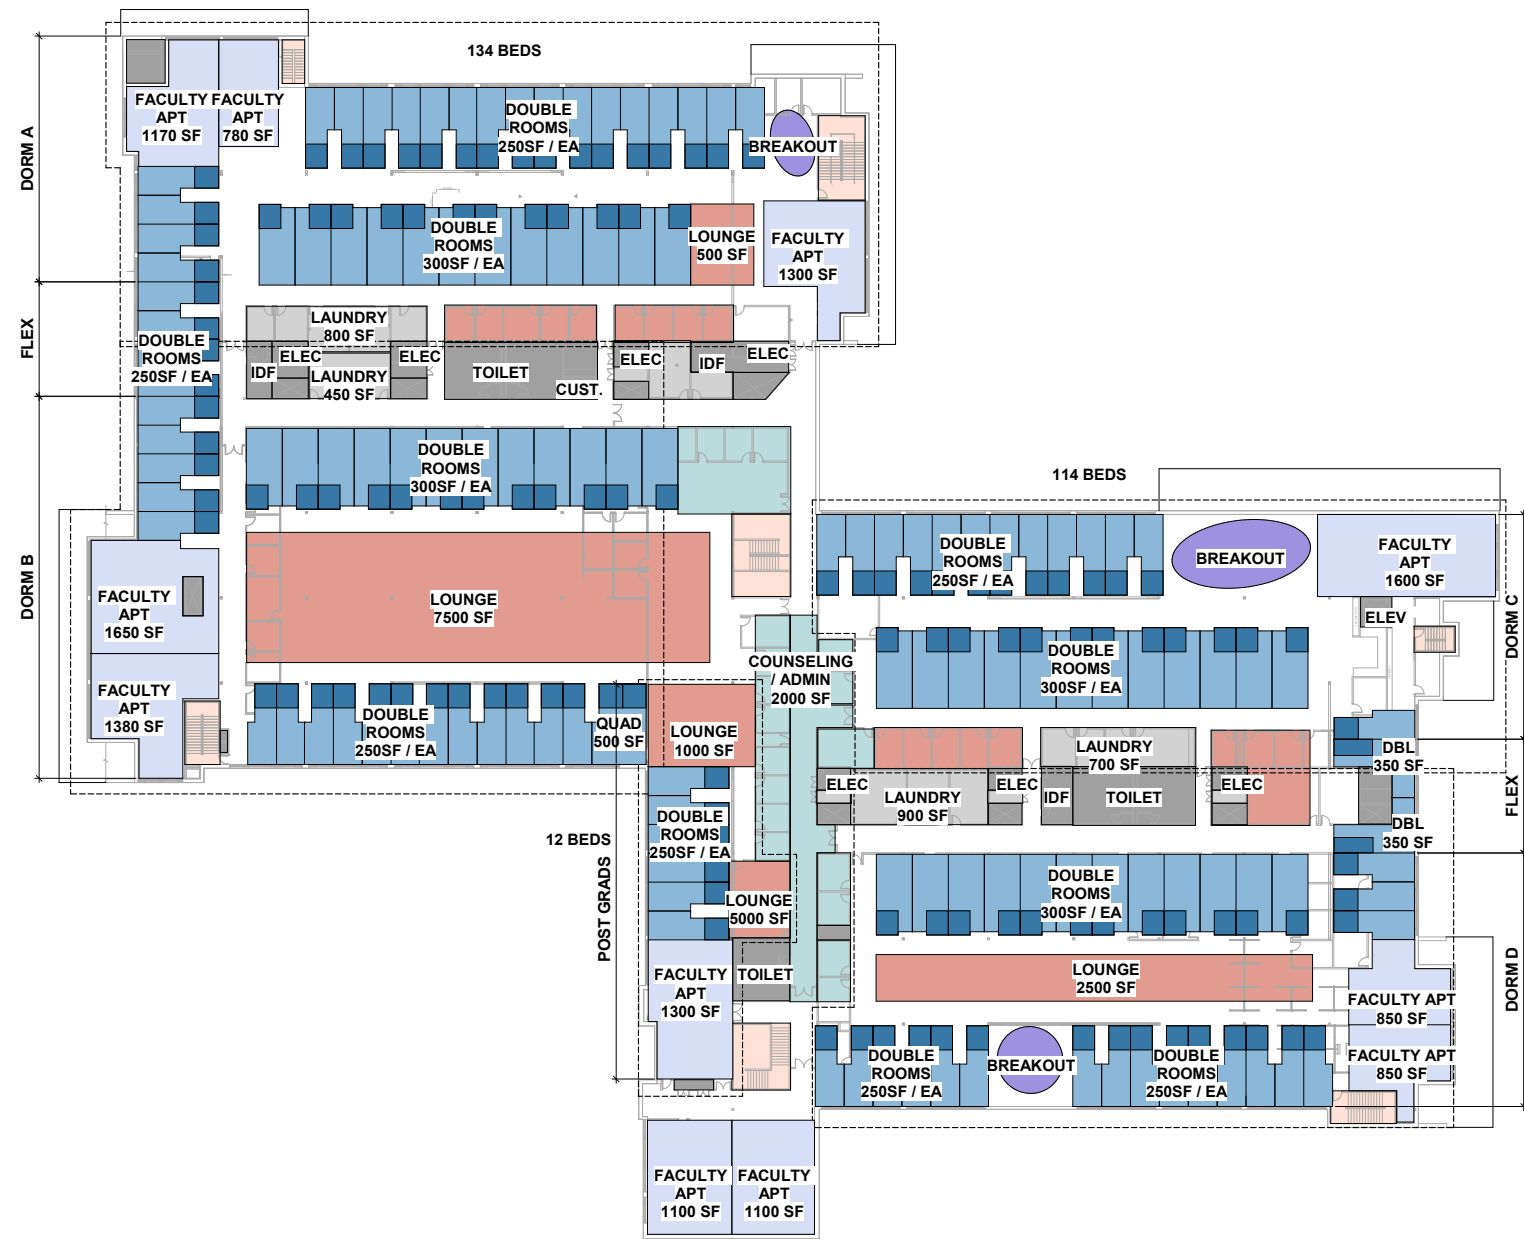 134 BEDS
DORM A
FACULTY
APT
1170 SF
FACULTY
APT
780 SF
DOUBLE
ROOMS
250SF / EA
BREAKOUT
DOUBLE
ROOMS
300SF / EA
LOUNGE
500 SF
FACULTY
APT
1300 SF
FLEX
DOUBLE
ROOMS
250SF / EA
LAUNDRY
800 SF
ELEC
IDF
LAUNDRY
450 SF
ELEC
TOILET
CUST.
ELEC
IDF
ELEC
DORM B
DOUBLE
ROOMS
300SF / EA
LOUNGE
7500 SF
FACULTY
APT
1650 SF
FACULTY
APT
1380 SF
DOUBLE
ROOMS
250SF / EA
QUAD
500 SF
LOUNGE
1000 SF
COUNSELING
/ ADMIN
2000 SF
114 BEDS
DOUBLE
ROOMS
250SF / EA
BREAKOUT
FACULTY
APT
1600 SF
ELEV
DORM C
DOUBLE
ROOMS
300SF / EA
LAUNDRY
700 SF
DBL
350 SF
ELEC
LAUNDRY
900 SF
ELEC
IDF
TOILET
ELEC
FLEX
DBL
350 SF
12 BEDS
POST GRADS
DOUBLE
ROOMS
250SF / EA
LOUNGE
5000 SF
DOUBLE
ROOMS
300SF / EA
FACULTY
APT
1300 SF
TOILET
LOUNGE
2500 SF
DORM D
FACULTY APT
850 SF
FACULTY APT
850 SF
DOUBLE
ROOMS
250SF / EA
BREAKOUT
DOUBLE
ROOMS
250SF / EA
FACULTY
APT
1100 SF
FACULTY
APT
1100 SF